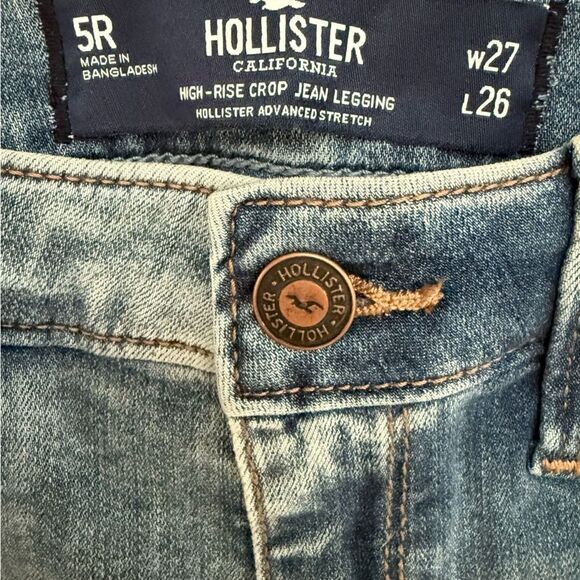 5R
MADE IN
BANGLADESH
HOLLISTER
CALIFORNIA
HIGH-RISE CROP JEAN LEGGING
HOLLISTER ADVANCED STRETCH
W27
L26
HOLLISTER • HOLLISTER •